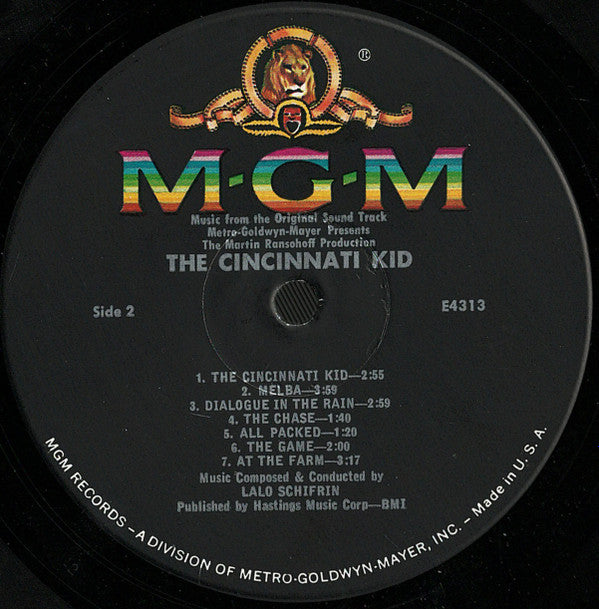 ®
M·G·M
Music from the Original Sound Track
Metro-Goldwyn-Mayer Presents
The Martin Ransohoff Production
THE CINCINNATI KID
Side 2
E4313
1. THE CINCINNATI KID—2:55
2. MELBA—3:59
3. DIALOGUE IN THE RAIN—2:59
4. THE CHASE—1:40
5. ALL PACKED—1:20
6. THE GAME—2:00
7. AT THE FARM—3:17
Music Composed & Conducted by
LALO SCHIFRIN
Published by Hastings Music Corp—BMI
MGM RECORDS – A DIVISION OF METRO-GOLDWYN-MAYER, INC. – Made in U. S. A.